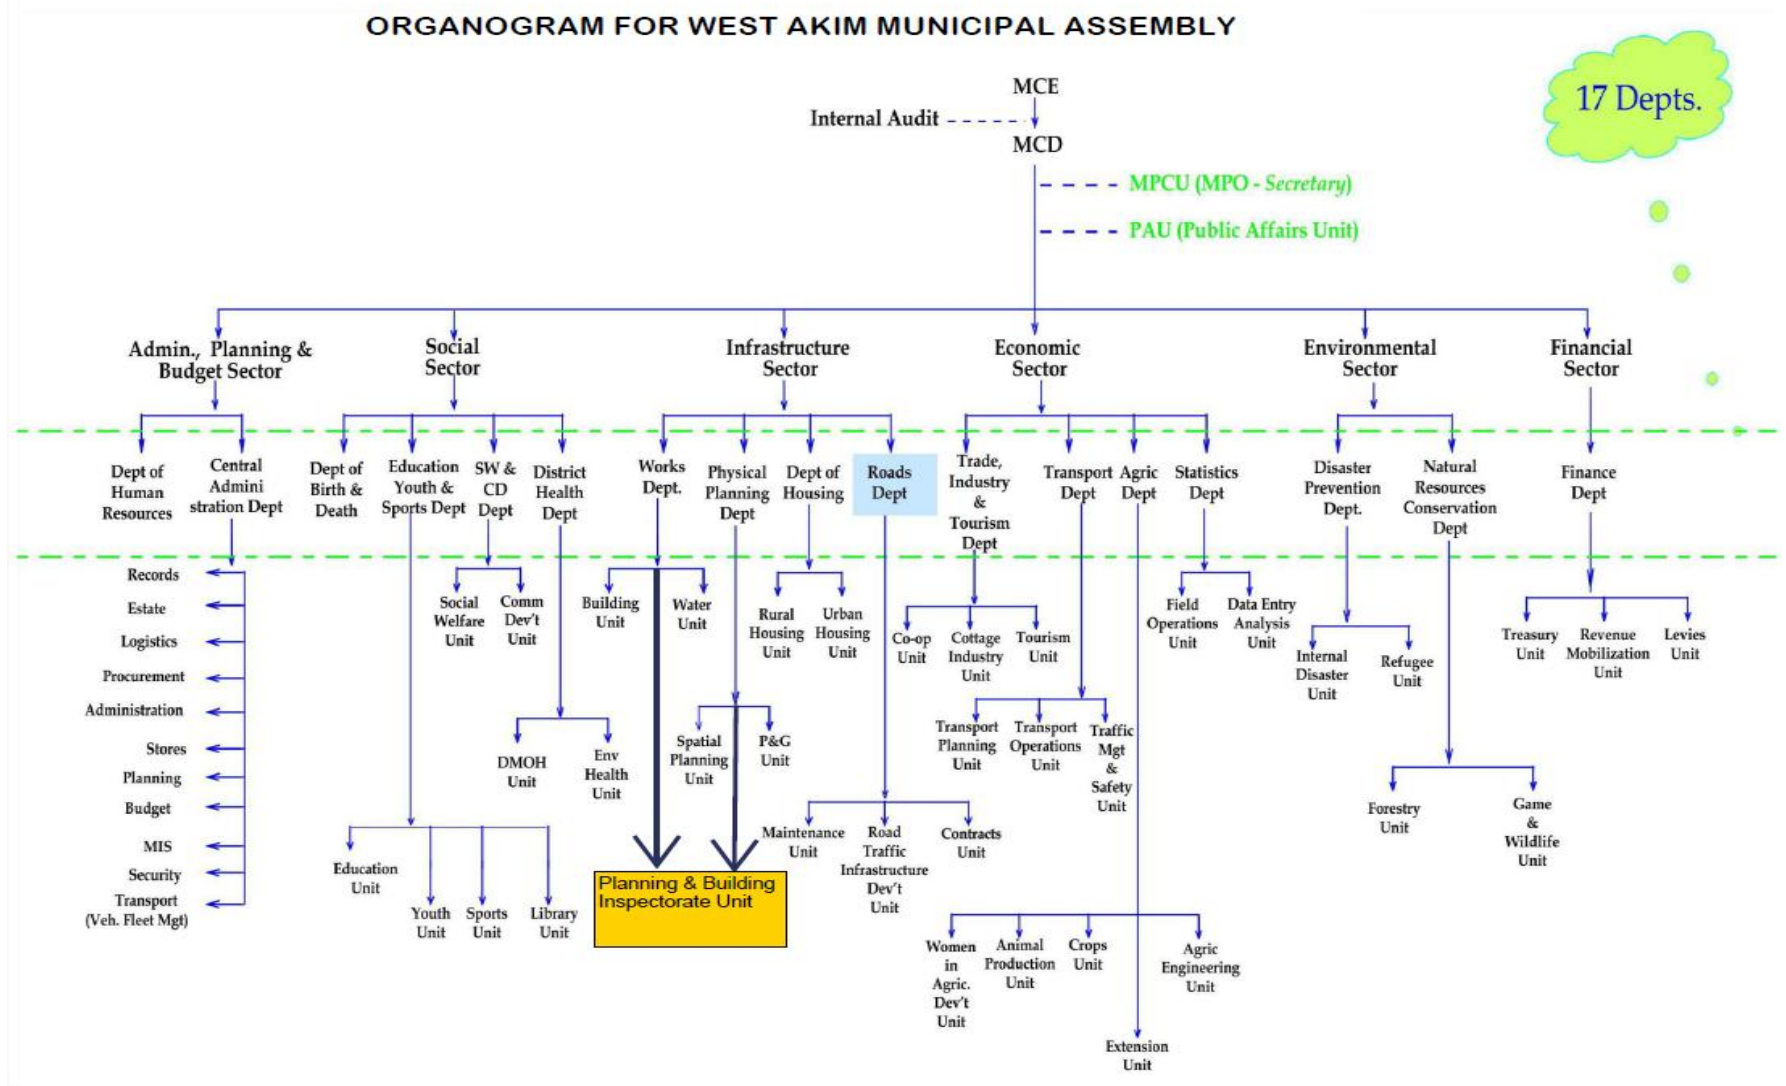 ORGANOGRAM FOR WEST AKIM MUNICIPAL ASSEMBLY
17 Depts.
MCE
Internal Audit
MCD
MPCU (MPO - Secretary)
PAU (Public Affairs Unit)
Admin., Planning &
Budget Sector
Social
Sector
Infrastructure
Sector
Economic
Sector
Environmental
Sector
Financial
Sector
Dept of
Human
Resources
Central
Admini
stration Dept
Dept of
Birth &
Death
Education
Youth &
Sports Dept
SW &
CD
Dept
District
Health
Dept
Works
Dept.
Physical
Planning
Dept
Dept of
Housing
Roads
Dept
Trade,
Industry
&
Tourism
Dept
Transport
Dept
Agric
Dept
Statistics
Dept
Disaster
Prevention
Dept.
Natural
Resources
Conservation
Dept
Finance
Dept
Records
Estate
Logistics
Procurement
Administration
Stores
Planning
Budget
MIS
Security
Transport
(Veh. Fleet Mgt)
Social
Welfare
Unit
Comm
Dev't
Unit
Building
Unit
Water
Unit
Rural
Housing
Unit
Urban
Housing
Unit
Co-op
Unit
Cottage
Industry
Unit
Tourism
Unit
Field
Operations
Unit
Data Entry
Analysis
Unit
Internal
Disaster
Unit
Refugee
Unit
Treasury
Unit
Revenue
Mobilization
Unit
Levies
Unit
DMOH
Unit
Env
Health
Unit
Spatial
Planning
Unit
P&G
Unit
Transport
Planning
Unit
Transport
Operations
Unit
Traffic
Mgt
&
Safety
Unit
Forestry
Unit
Game
&
Wildlife
Unit
Education
Unit
Youth
Unit
Sports
Unit
Library
Unit
Planning & Building
Inspectorate Unit
Maintenance
Unit
Road
Traffic
Infrastructure
Dev't
Unit
Contracts
Unit
Women
in
Agric.
Dev't
Unit
Animal
Production
Unit
Crops
Unit
Agric
Engineering
Unit
Extension
Unit